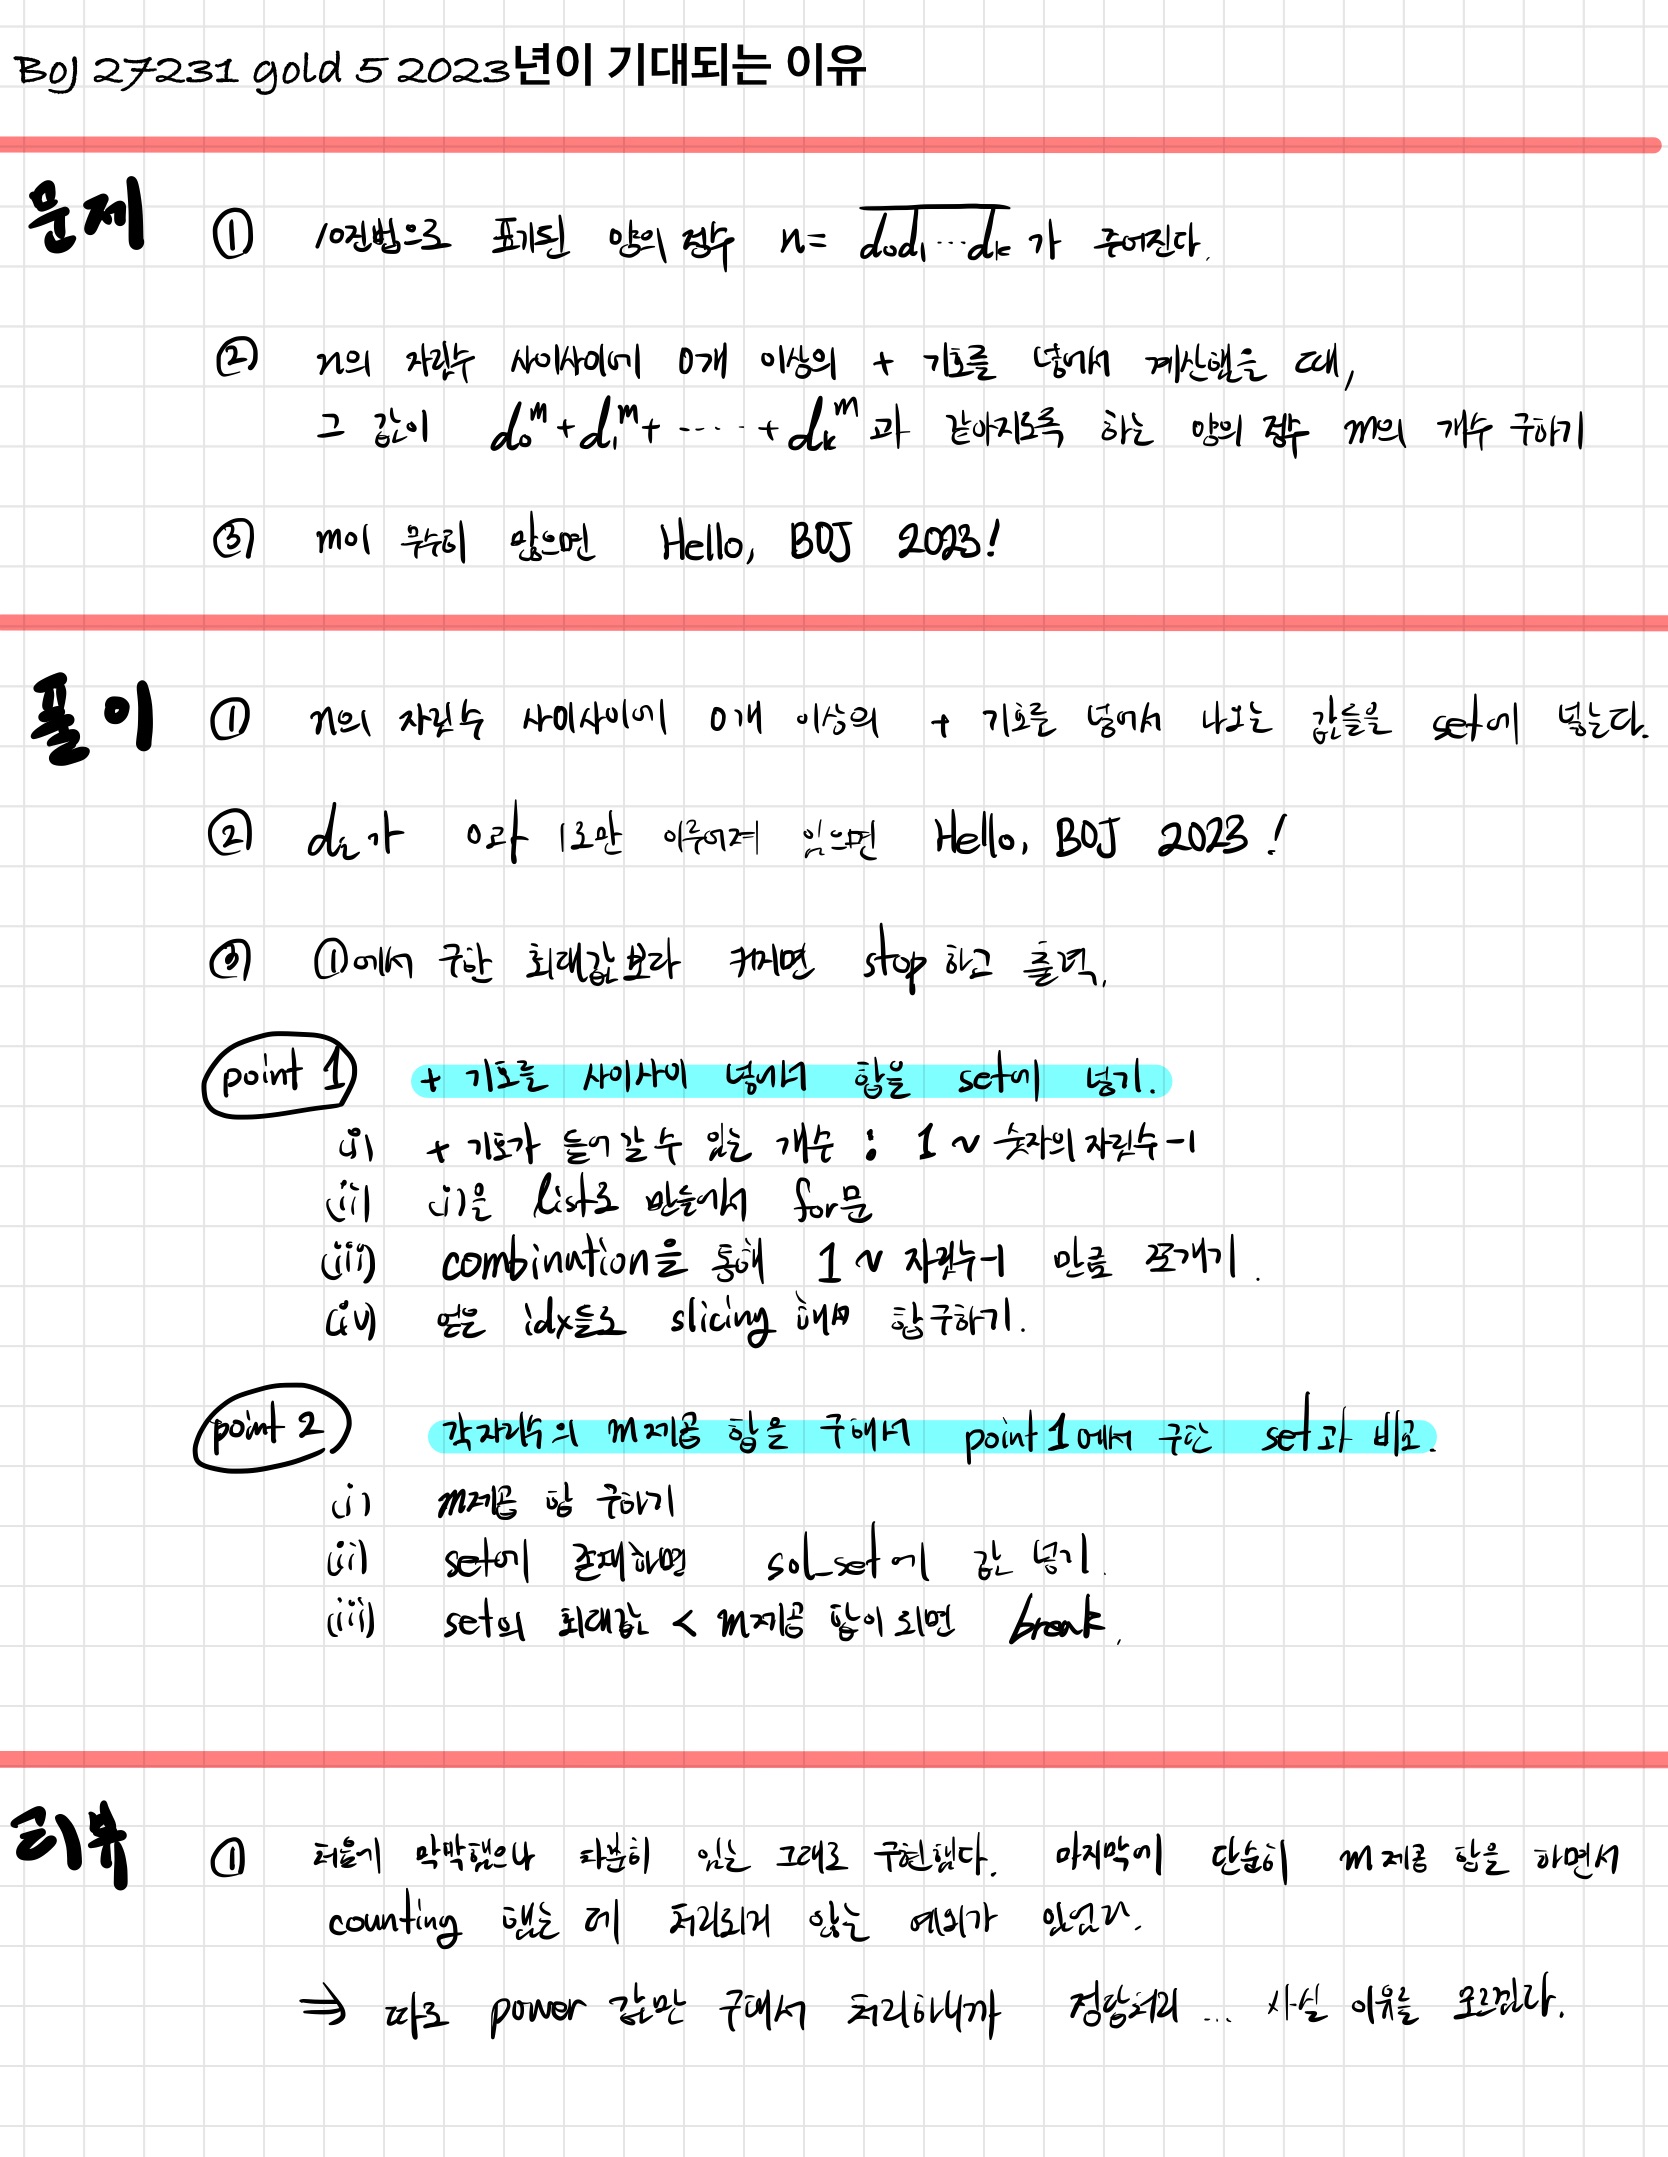 BOJ 27231 gold 5 2023년이 기대되는 이유
문제
① 10진법으로 표기된 양의 정수 n= d₀d₁⋯dₖ 가 주어진다.
② n의 자릿수 사이사이에 0개 이상의 + 기호를 넣어서 계산했을 때,
그 값이 d₀ᵐ+d₁ᵐ+ ⋯⋯ +dₖᵐ과 같아지도록 하는 양의 정수 m의 개수 구하기
③ m이 무수히 많으면 Hello, BOJ 2023!
풀이
① n의 자릿수 사이사이에 0개 이상의 + 기호를 넣어서 나오는 값들을 set에 넣는다.
② dᵢ가 0과 1로만 이루어져 있으면 Hello, BOJ 2023!
③ ①에서 구한 최대값보다 커지면 stop하고 출력.
point 1 + 기호를 사이사이 넣어서 합을 set에 넣기.
(i) + 기호가 들어갈 수 있는 개수 : 1 ~ 숫자의 자릿수-1
(ii) (i)을 list로 만들어서 for문
(iii) combination을 통해 1 ~ 자릿수-1 만큼 쪼개기.
(iv) 얻은 idx들로 slicing 해서 합 구하기.
point 2 각 자리수의 m제곱 합을 구해서 point 1에서 구한 set과 비교.
(i) m제곱 합 구하기
(ii) set에 존재하면 sol_set에 값 넣기.
(iii) set의 최대값 < m제곱 합이 되면 break.
리뷰
① 처음에 막막했으나 차분히 있는 그대로 구현했다. 마지막에 단순히 m제곱 합을 하면서
counting 했는데 처리되지 않는 예외가 있었다.
⇒ 따로 power 값만 구해서 처리하니까 정답처리 ... 사실 이유를 모르겠다.